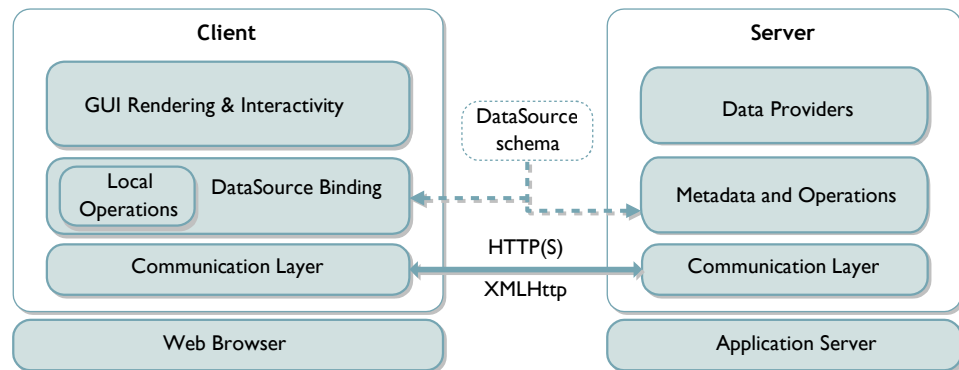 Client
GUI Rendering & Interactivity
Local
Operations
DataSource Binding
Communication Layer
Web Browser
DataSource
schema
HTTP(S)
XMLHttp
Server
Data Providers
Metadata and Operations
Communication Layer
Application Server